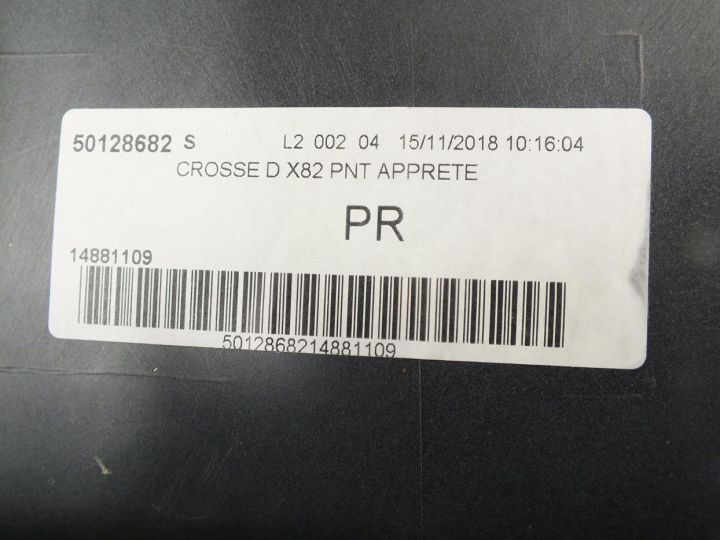 50128682 S L2 002 04 15/11/2018 10:16:04
CROSSE D X82 PNT APPRETE
PR
14881109
5012868214881109